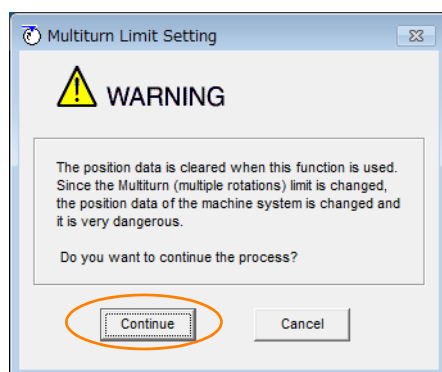 Multiturn Limit Setting
WARNING
The position data is cleared when this function is used.
Since the Multiturn (multiple rotations) limit is changed,
the position data of the machine system is changed and
it is very dangerous.
Do you want to continue the process?
Continue
Cancel